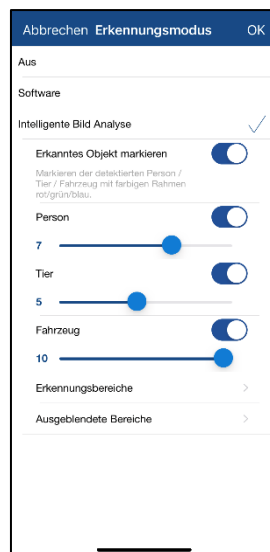 Abbrechen Erkennungsmodus OK
Aus
Software
Intelligente Bild Analyse
Erkanntes Objekt markieren
Markieren der detektierten Person /
Tier / Fahrzeug mit farbigen Rahmen
rot/grün/blau.
Person
7
Tier
5
Fahrzeug
10
Erkennungsbereiche
Ausgeblendete Bereiche